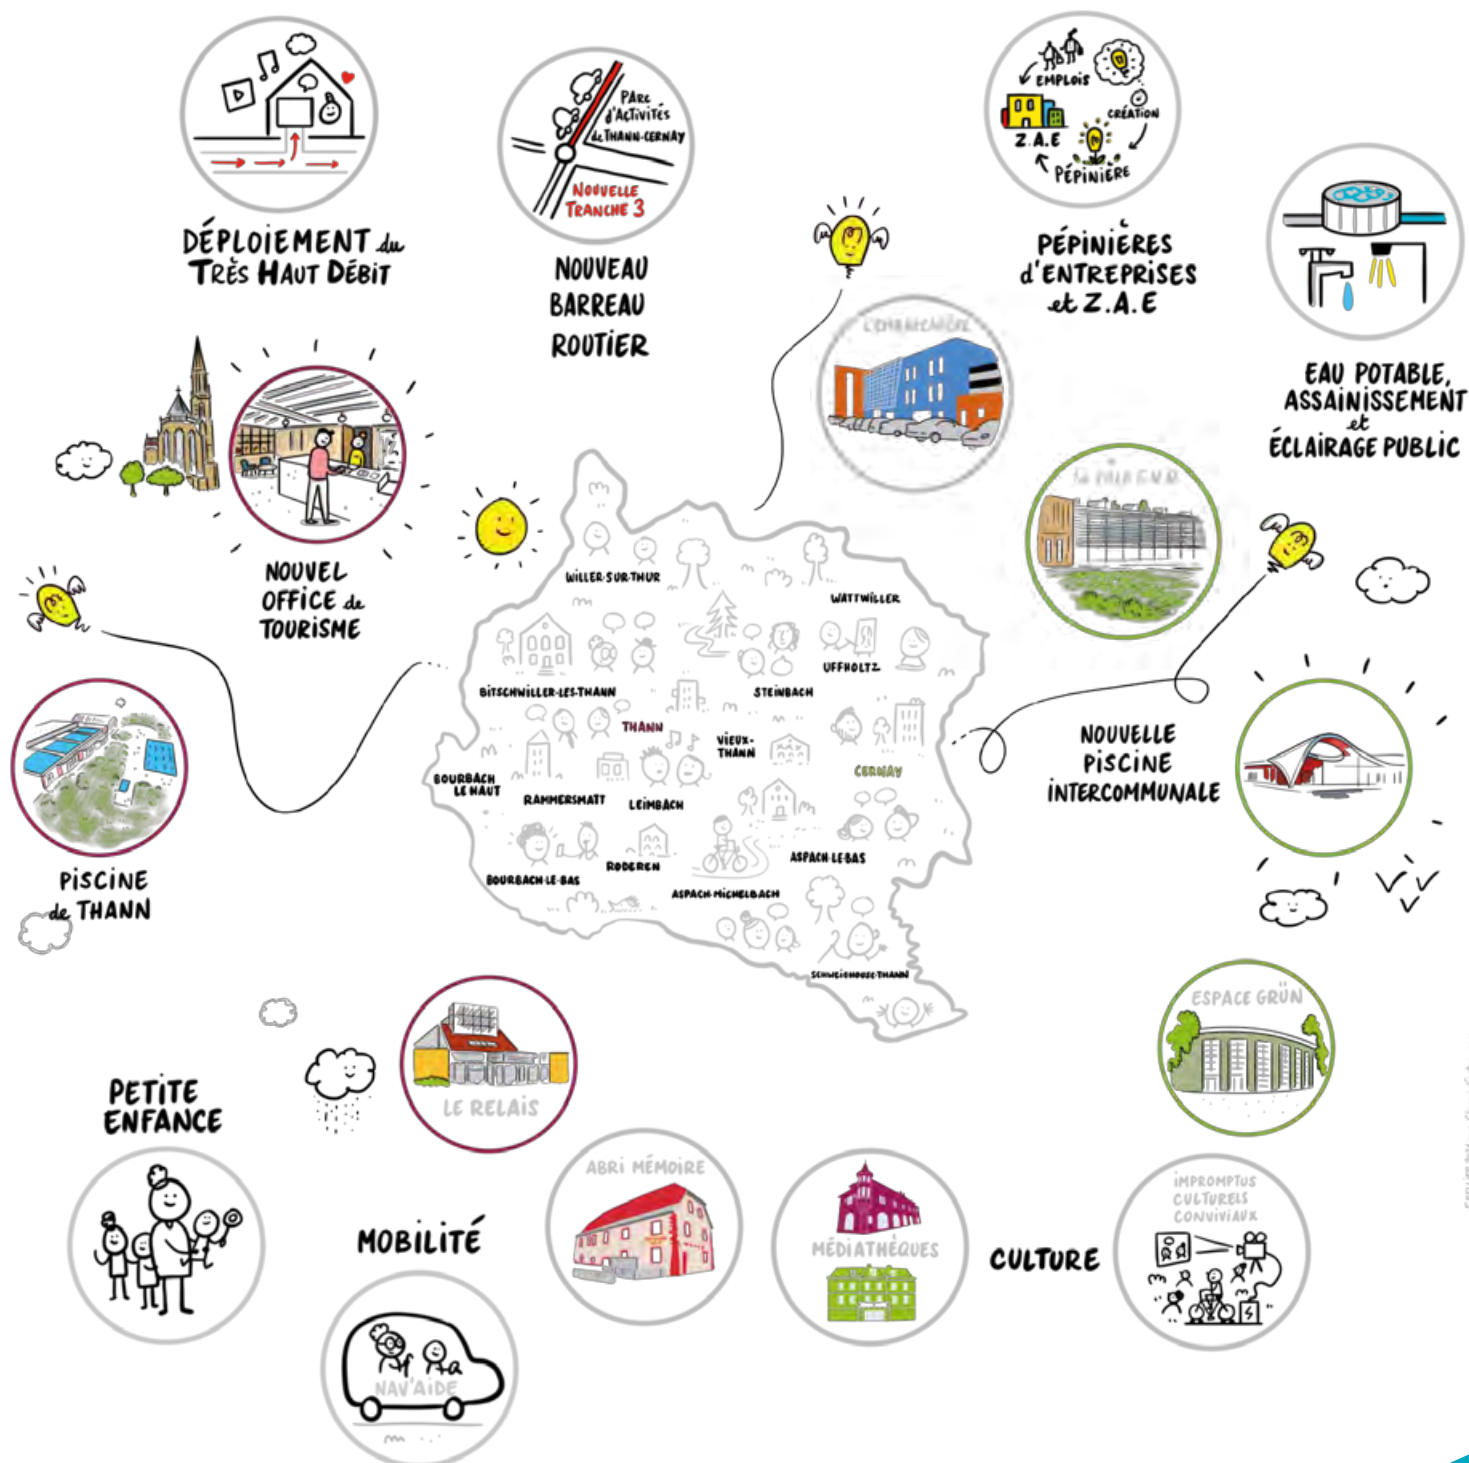 DÉPLOIEMENT du
TRÈS HAUT DÉBIT
PARC
d'ACTIVITÉS
de THANN-CERNAY
NOUVELLE
TRANCHE 3
NOUVEAU
BARREAU
ROUTIER
EMPLOIS
CRÉATION
Z.A.E
PÉPINIÈRE
PÉPINIÈRES
d'ENTREPRISES
et Z.A.E
EAU POTABLE,
ASSAINISSEMENT
et
ÉCLAIRAGE PUBLIC
NOUVEL
OFFICE de
TOURISME
WILLER-SUR-THUR
WATTWILLER
UFFHOLTZ
BITSCHWILLER-LES-THANN
STEINBACH
THANN
VIEUX-
THANN
CERNAY
BOURBACH
LE HAUT
RAMMERSMATT
LEIMBACH
RODEREN
ASPACH-LE-BAS
BOURBACH-LE-BAS
ASPACH-MICHELBACH
SCHWEIGHOUSE-THANN
NOUVELLE
PISCINE
INTERCOMMUNALE
PISCINE
de THANN
ESPACE GRÜN
LE RELAIS
PETITE
ENFANCE
MOBILITÉ
NAV'AIDE
ABRI MÉMOIRE
MÉDIATHÈQUES
CULTURE
IMPROMPTUS
CULTURELS
CONVIVIAUX